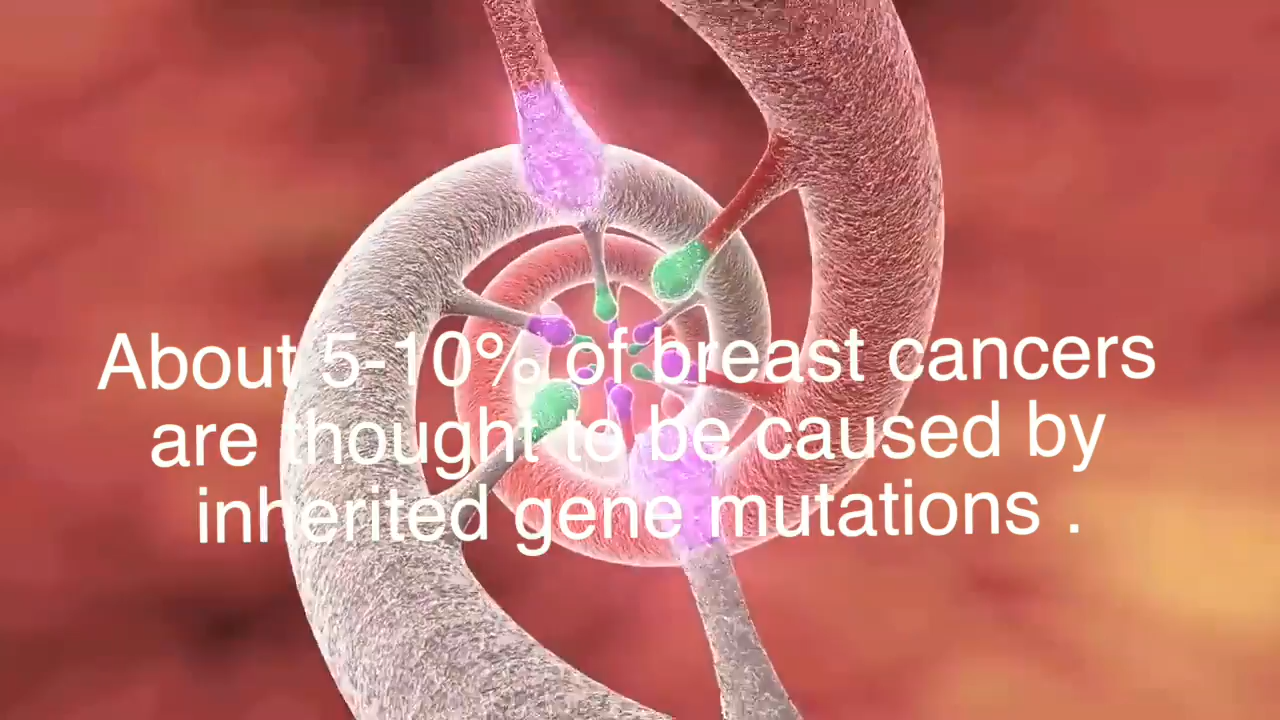 About 5-10% of breast cancers
are thought to be caused by
inherited gene mutations .